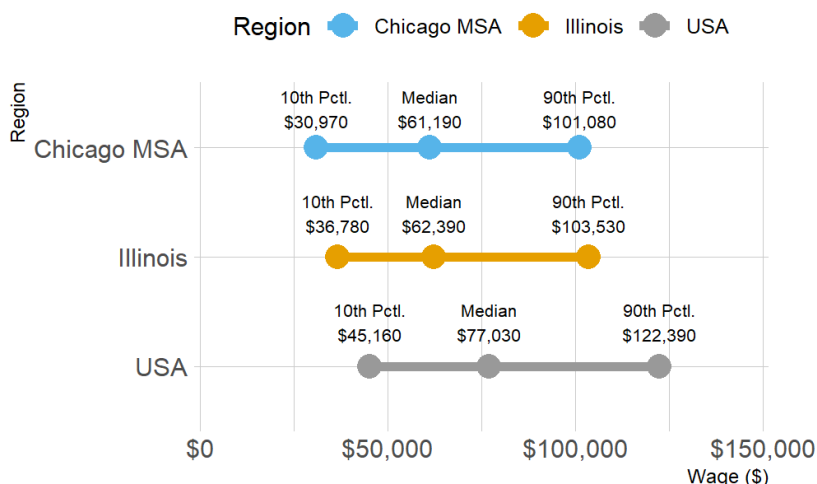 Region Chicago MSA Illinois USA
Region
10th Pctl. Median 90th Pctl.
$30,970 $61,190 $101,080
Chicago MSA
10th Pctl. Median 90th Pctl.
$36,780 $62,390 $103,530
Illinois
10th Pctl. Median 90th Pctl.
$45,160 $77,030 $122,390
USA
$0 $50,000 $100,000 $150,000
Wage ($)